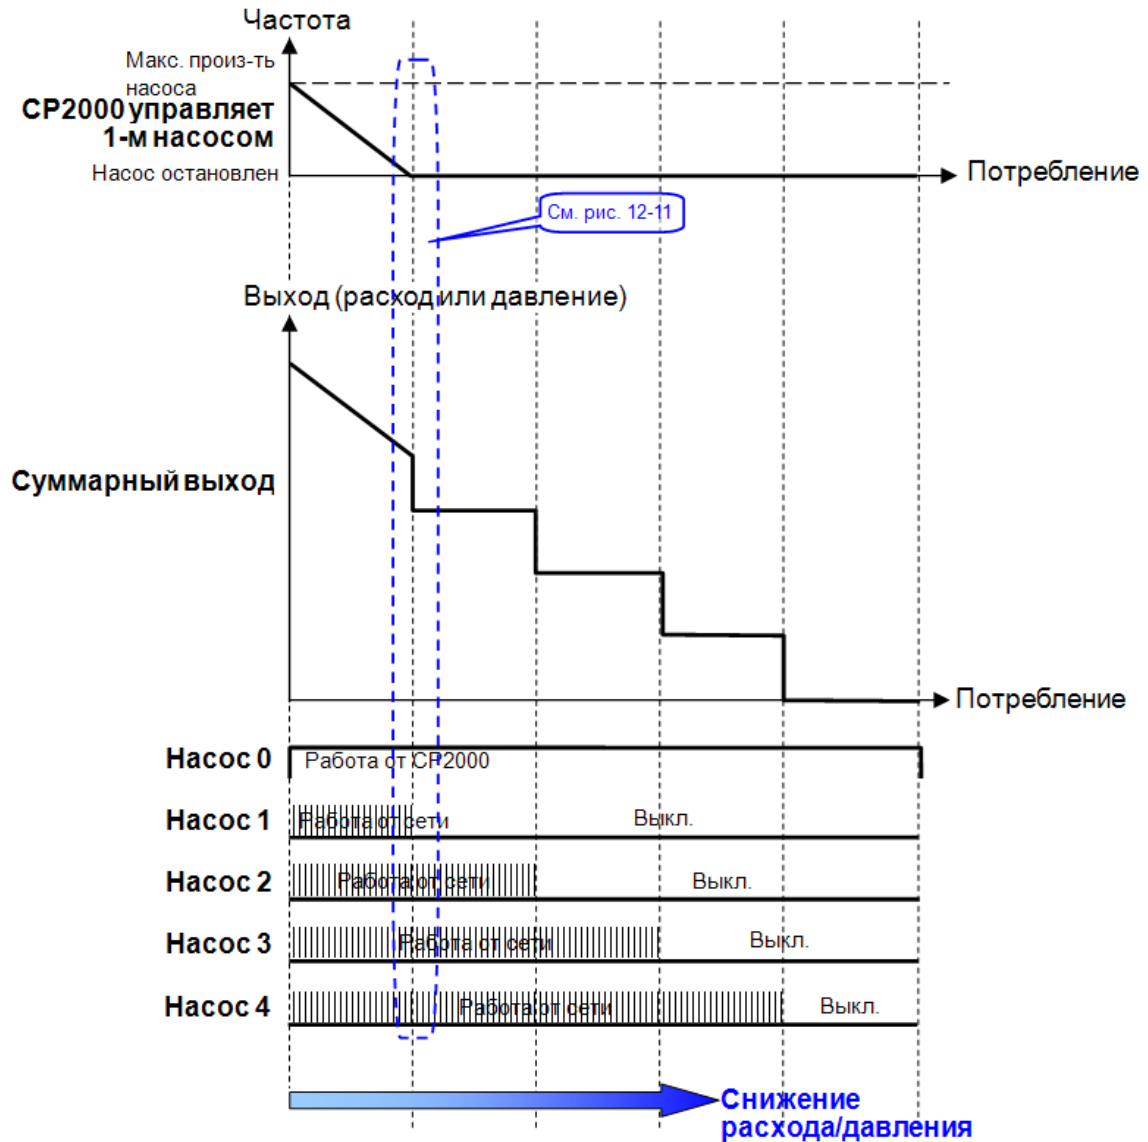 Частота
Макс. произ-ть
насоса
CP2000 управляет
1-м насосом
Насос остановлен
Потребление
См. рис. 12-11
Выход (расход или давление)
Суммарный выход
Потребление
Насос 0
Работа от CP2000
Насос 1
Работа от сети
Выкл.
Насос 2
Работа от сети
Выкл.
Насос 3
Работа от сети
Выкл.
Насос 4
Работа от сети
Выкл.
Снижение
расхода/давления